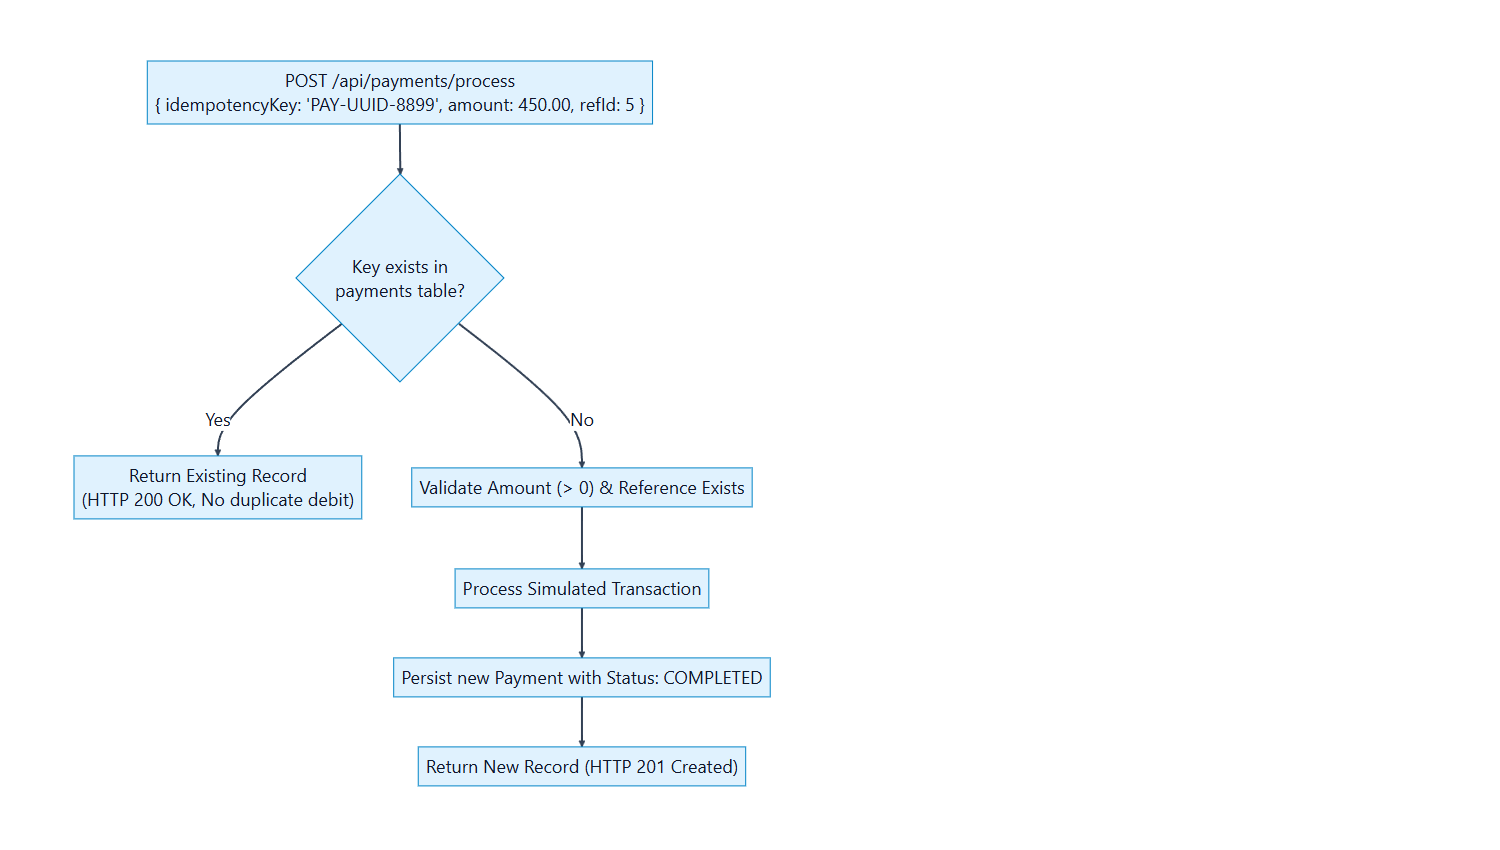 POST /api/payments/process
{ idempotencyKey: 'PAY-UUID-8899', amount: 450.00, refId: 5 }
Key exists in
payments table?
Yes
No
Return Existing Record
(HTTP 200 OK, No duplicate debit)
Validate Amount (> 0) & Reference Exists
Process Simulated Transaction
Persist new Payment with Status: COMPLETED
Return New Record (HTTP 201 Created)